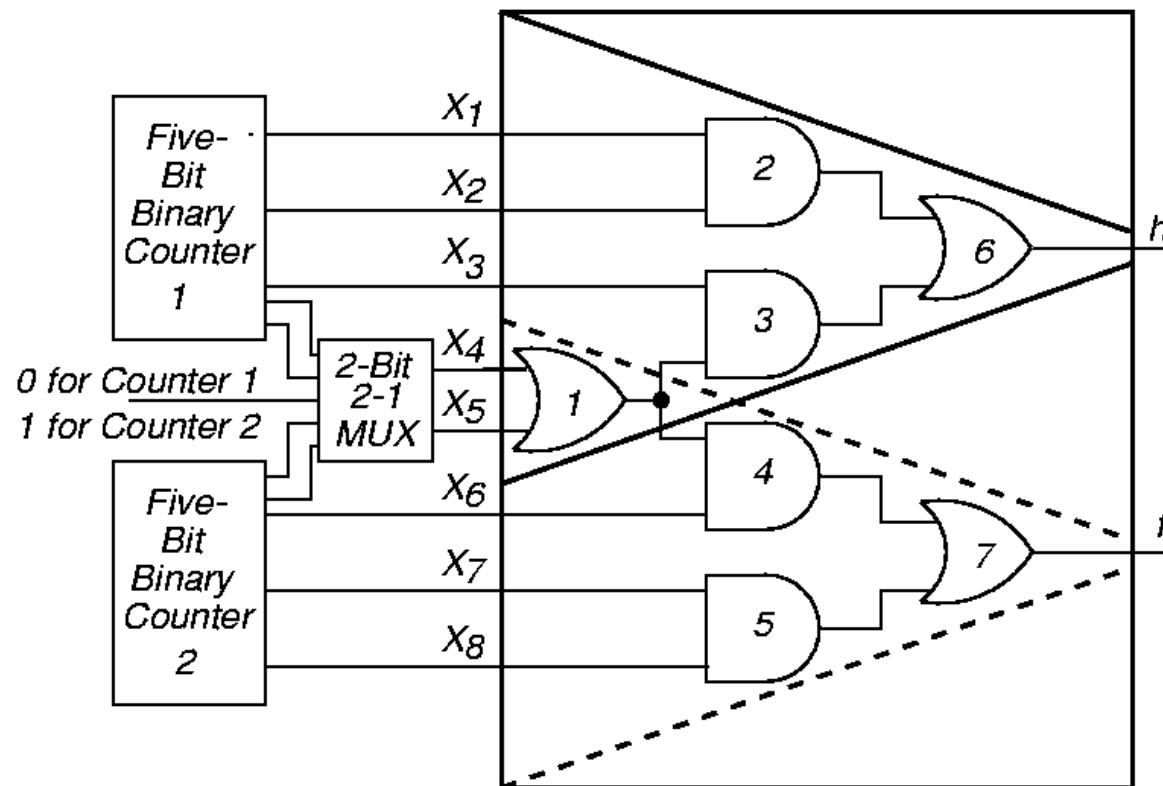 Five-
Bit
Binary
Counter
1
X1
X2
X3
X4
X5
X6
X7
X8
0 for Counter 1
1 for Counter 2
2-Bit
2-1
MUX
Five-
Bit
Binary
Counter
2
1
2
3
4
5
6
7